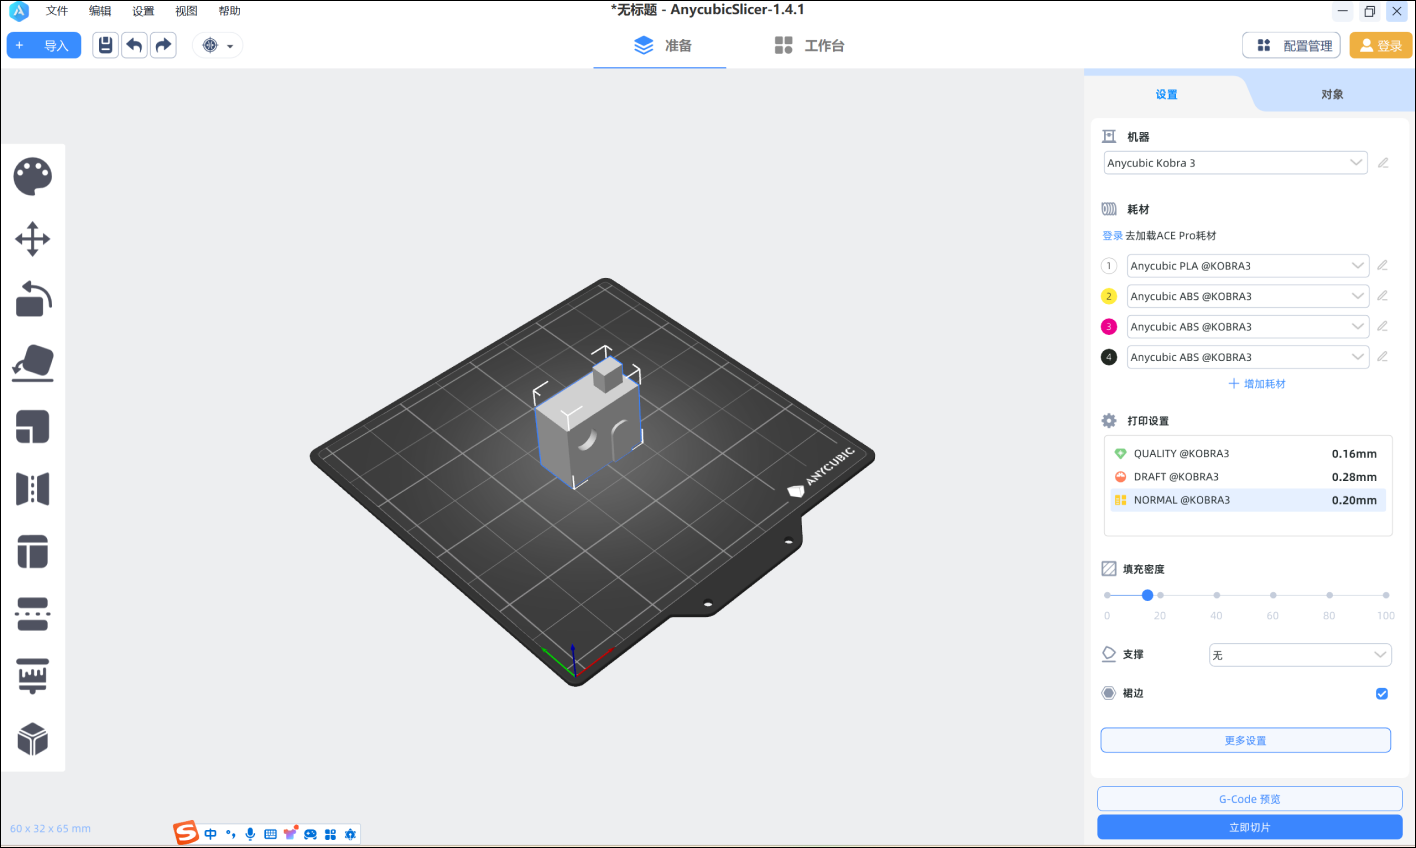 文件 编辑 设置 视图 帮助
*无标题 - AnycubicSlicer-1.4.1
+ 导入
准备
工作台
配置管理
登录
设置
对象
机器
Anycubic Kobra 3
耗材
登录 去加载ACE Pro耗材
1 Anycubic PLA @KOBRA3
2 Anycubic ABS @KOBRA3
3 Anycubic ABS @KOBRA3
4 Anycubic ABS @KOBRA3
+ 增加耗材
打印设置
QUALITY @KOBRA3 0.16mm
DRAFT @KOBRA3 0.28mm
NORMAL @KOBRA3 0.20mm
填充密度
0 20 40 60 80 100
支撑 无
裙边
更多设置
G-Code 预览
立即切片
ANYCUBIC
60 x 32 x 65 mm
S 中